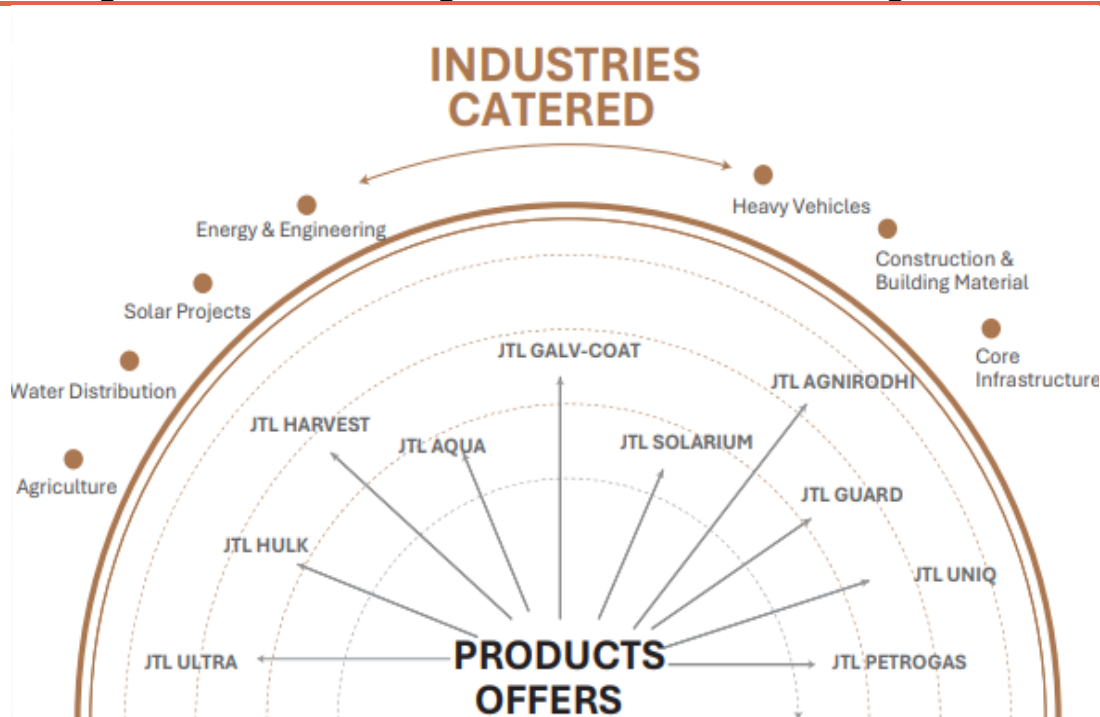 INDUSTRIES
CATERED
Heavy Vehicles
Energy & Engineering
Construction &
Building Material
Solar Projects
Core
Infrastructure
Water Distribution
Agriculture
JTL GALV-COAT
JTL AGNIRODHI
JTL HARVEST
JTL AQUA
JTL SOLARIUM
JTL GUARD
JTL HULK
JTL UNIQ
JTL ULTRA
PRODUCTS
OFFERS
JTL PETROGAS